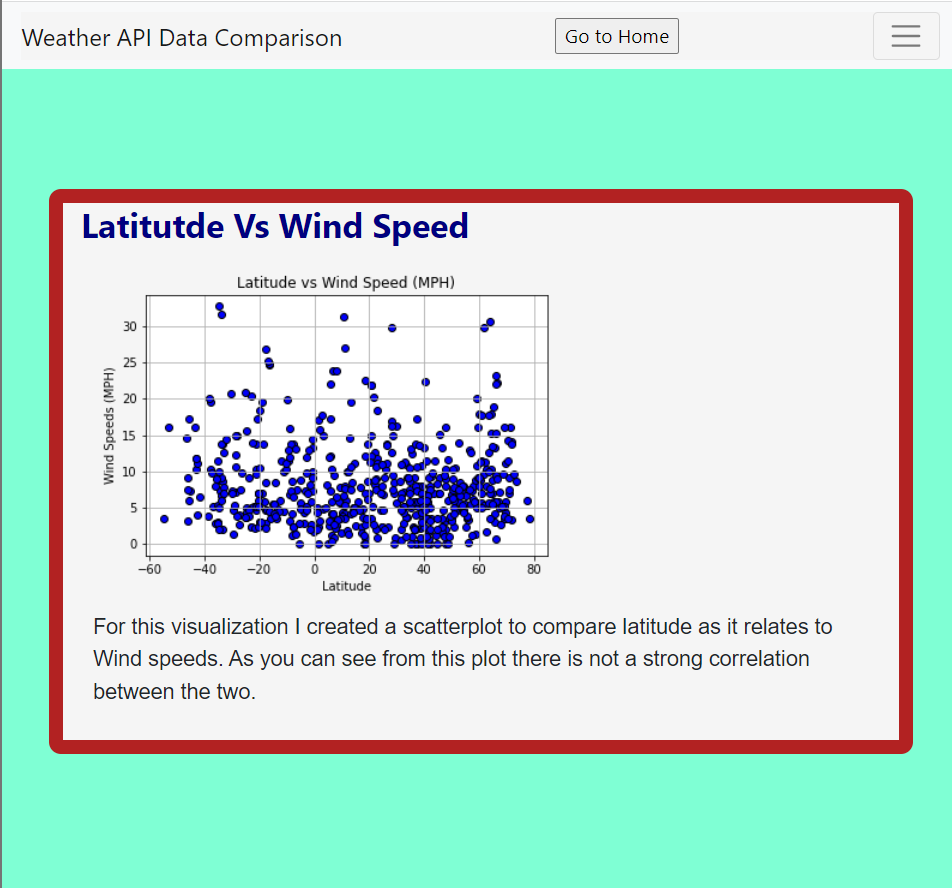 Weather API Data Comparison
Go to Home
Latitutde Vs Wind Speed
Latitude vs Wind Speed (MPH)
Wind Speeds (MPH)
30
25
20
15
10
5
0
−60 −40 −20 0 20 40 60 80
Latitude
For this visualization I created a scatterplot to compare latitude as it relates to
Wind speeds. As you can see from this plot there is not a strong correlation
between the two.